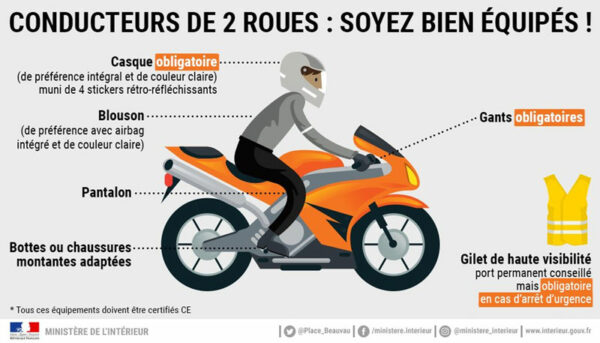 CONDUCTEURS DE 2 ROUES : SOYEZ BIEN ÉQUIPÉS !
Casque obligatoire
(de préférence intégral et de couleur claire)
muni de 4 stickers rétro-réfléchissants
Blouson
(de préférence avec airbag
intégré et de couleur claire)
Gants obligatoires
Pantalon
Bottes ou chaussures
montantes adaptées
Gilet de haute visibilité
port permanent conseillé
mais obligatoire
en cas d'arrêt d'urgence
* Tous ces équipements doivent être certifiés CE
MINISTÈRE DE L'INTÉRIEUR
@Place_Beauvau
/ministere.interieur
@ministere_interieur
www.interieur.gouv.fr